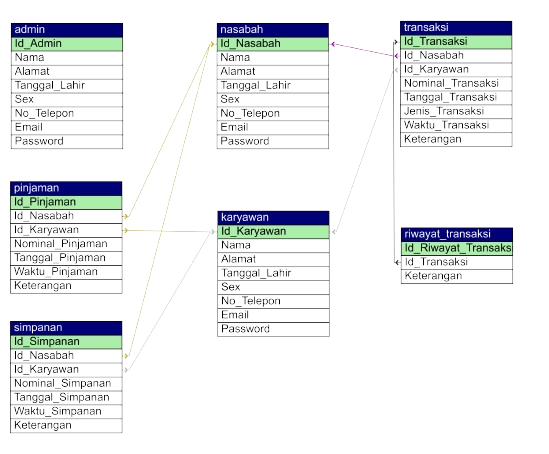 admin
Id_Admin
Nama
Alamat
Tanggal_Lahir
Sex
No_Telepon
Email
Password
nasabah
Id_Nasabah
Nama
Alamat
Tanggal_Lahir
Sex
No_Telepon
Email
Password
transaksi
Id_Transaksi
Id_Nasabah
Id_Karyawan
Nominal_Transaksi
Tanggal_Transaksi
Jenis_Transaksi
Waktu_Transaksi
Keterangan
pinjaman
Id_Pinjaman
Id_Nasabah
Id_Karyawan
Nominal_Pinjaman
Tanggal_Pinjaman
Waktu_Pinjaman
Keterangan
karyawan
Id_Karyawan
Nama
Alamat
Tanggal_Lahir
Sex
No_Telepon
Email
Password
riwayat_transaksi
Id_Riwayat_Transaks
Id_Transaksi
Keterangan
simpanan
Id_Simpanan
Id_Nasabah
Id_Karyawan
Nominal_Simpanan
Tanggal_Simpanan
Waktu_Simpanan
Keterangan